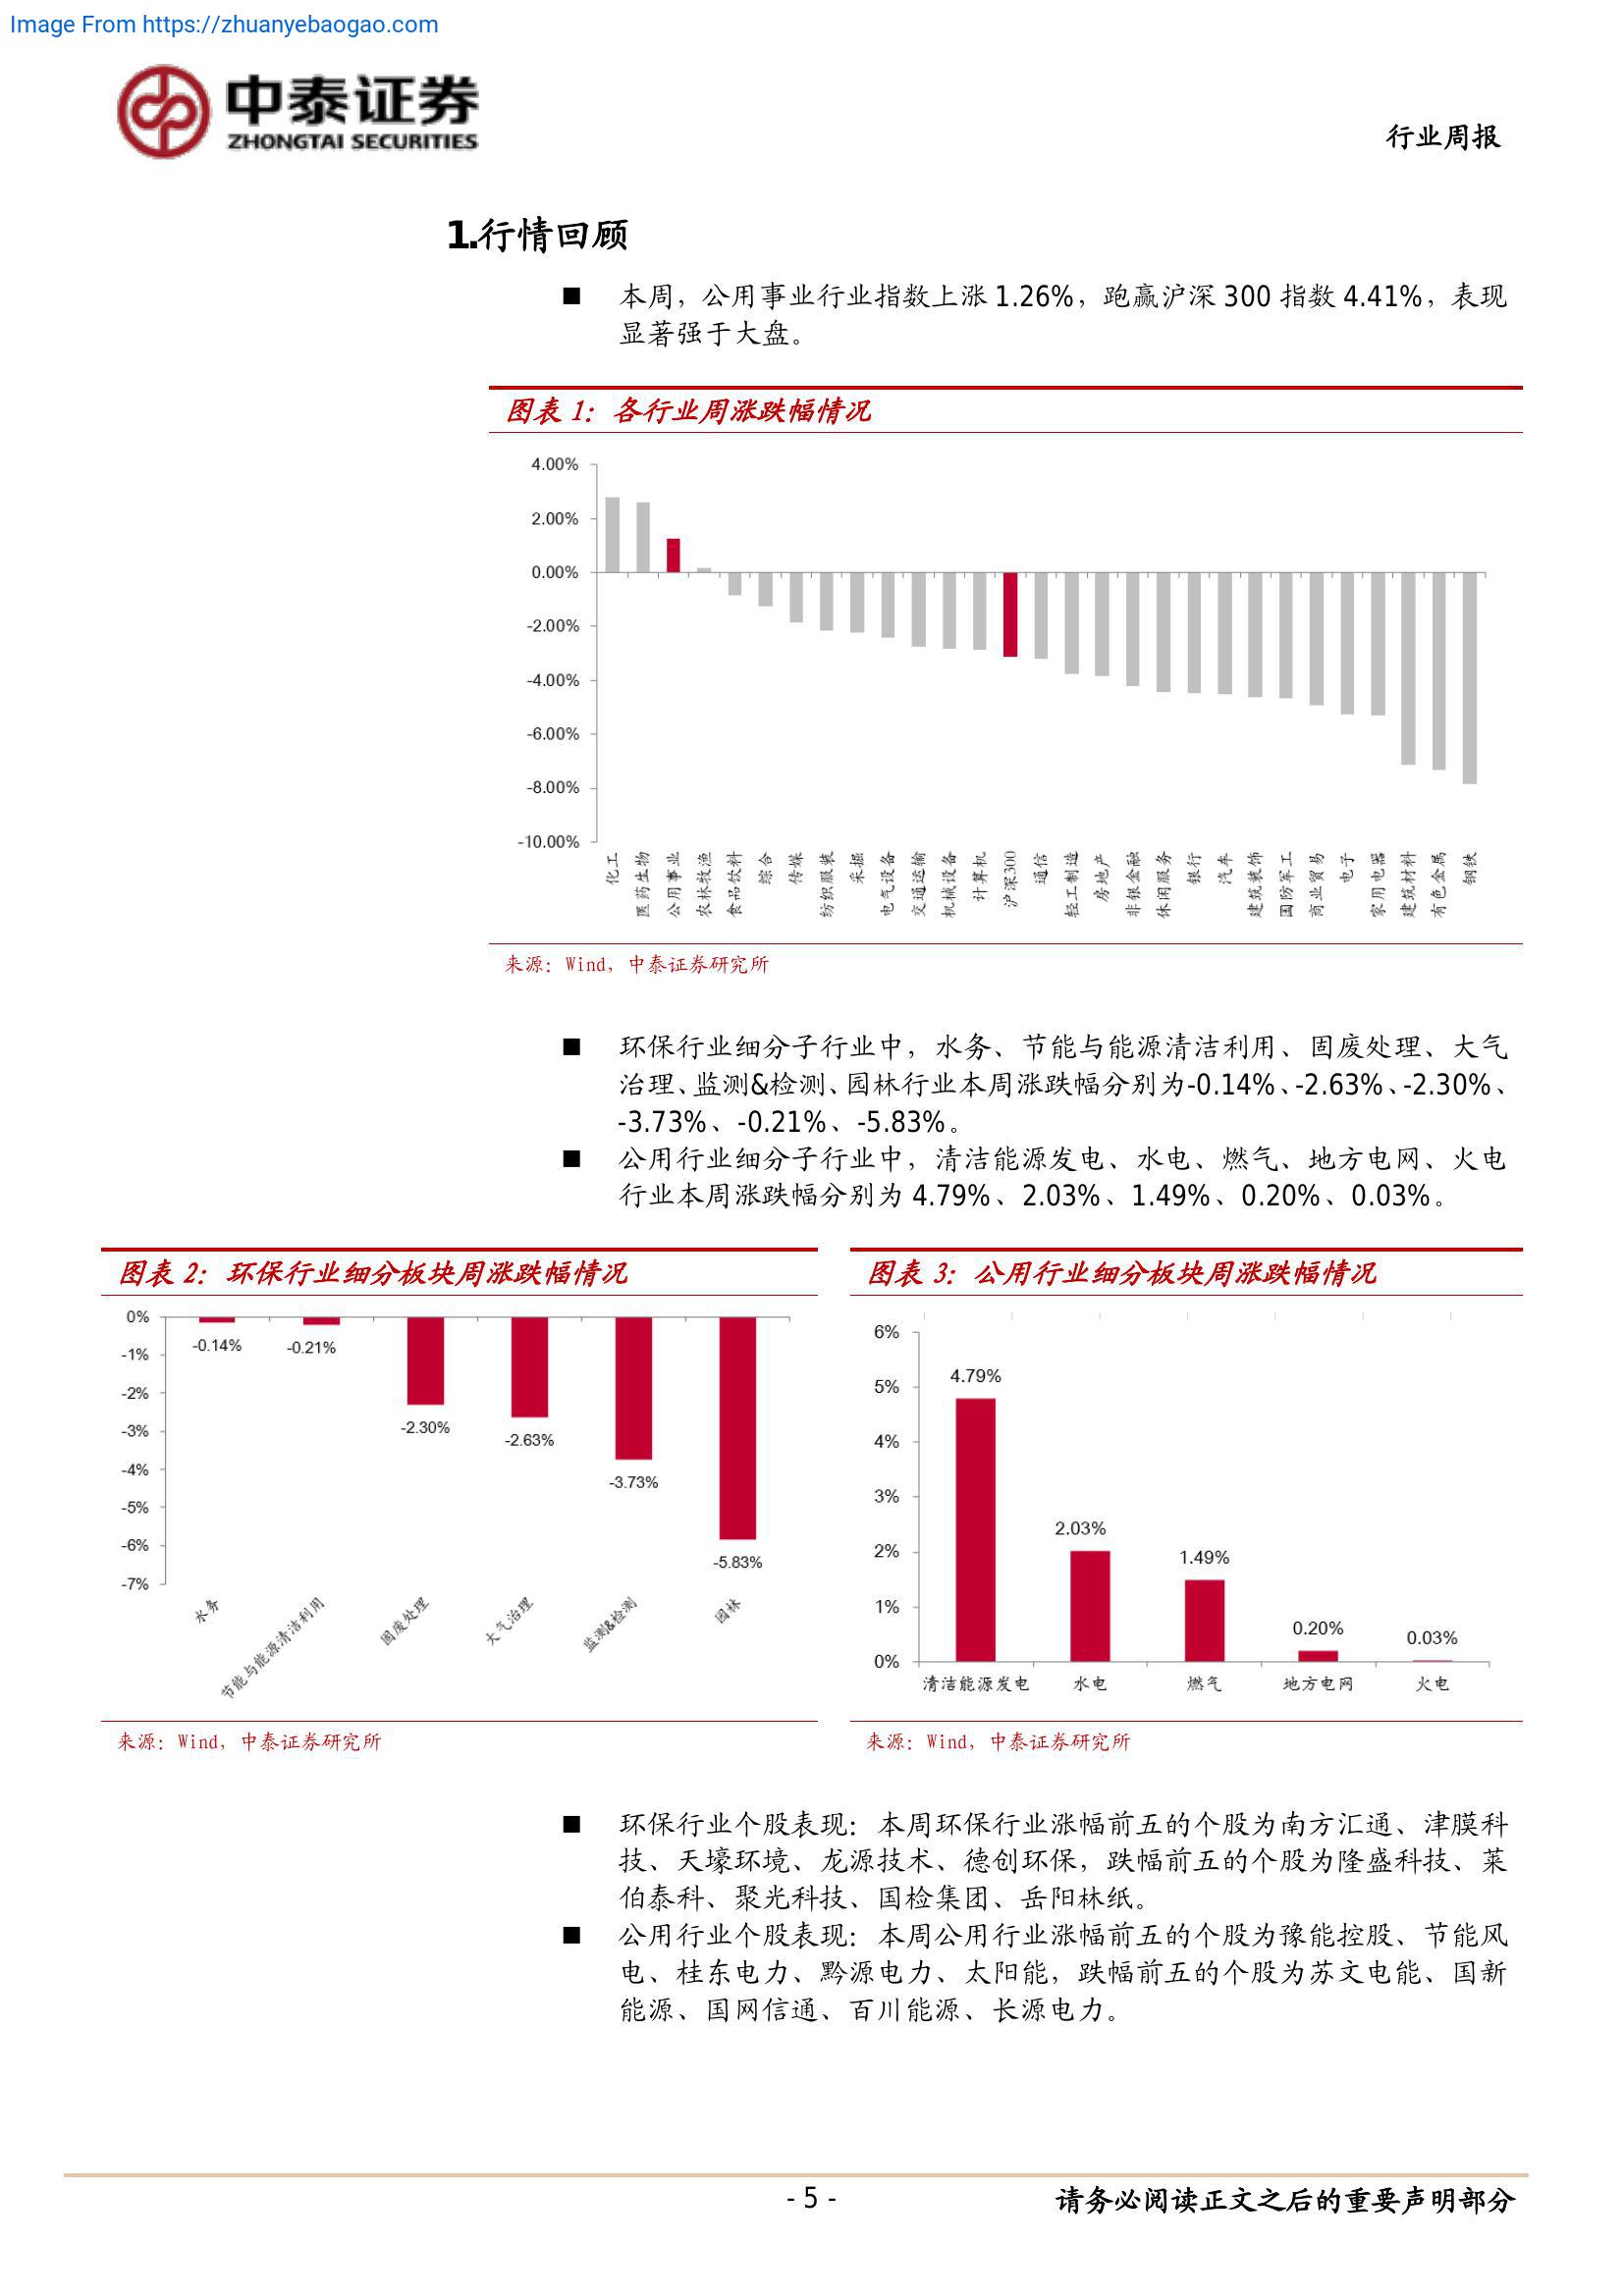 Image From https://zhuanyebaogao.com
中泰证券
ZHONGTAI SECURITIES
行业周报
1.行情回顾
■ 本周，公用事业行业指数上涨 1.26%，跑赢沪深 300 指数 4.41%，表现
显著强于大盘。
图表 1：各行业周涨跌幅情况
4.00%
2.00%
0.00%
-2.00%
-4.00%
-6.00%
-8.00%
-10.00%
化工
医药生物
公用事业
农林牧渔
食品饮料
综合
传媒
纺织服装
采掘
电气设备
交通运输
机械设备
计算机
沪深300
通信
轻工制造
房地产
非银金融
休闲服务
银行
汽车
建筑装饰
国防军工
商业贸易
电子
家用电器
建筑材料
有色金属
钢铁
来源：Wind，中泰证券研究所
■ 环保行业细分子行业中，水务、节能与能源清洁利用、固废处理、大气
治理、监测&检测、园林行业本周涨跌幅分别为-0.14%、-2.63%、-2.30%、
-3.73%、-0.21%、-5.83%。
■ 公用行业细分子行业中，清洁能源发电、水电、燃气、地方电网、火电
行业本周涨跌幅分别为 4.79%、2.03%、1.49%、0.20%、0.03%。
图表 2：环保行业细分板块周涨跌幅情况
0%
-1%
-2%
-3%
-4%
-5%
-6%
-7%
-0.14%
-0.21%
-2.30%
-2.63%
-3.73%
-5.83%
水务
节能与能源清洁利用
固废处理
大气治理
监测&检测
园林
来源：Wind，中泰证券研究所
图表 3：公用行业细分板块周涨跌幅情况
6%
5%
4%
3%
2%
1%
0%
4.79%
2.03%
1.49%
0.20%
0.03%
清洁能源发电
水电
燃气
地方电网
火电
来源：Wind，中泰证券研究所
■ 环保行业个股表现：本周环保行业涨幅前五的个股为南方汇通、津膜科
技、天壕环境、龙源技术、德创环保，跌幅前五的个股为隆盛科技、莱
伯泰科、聚光科技、国检集团、岳阳林纸。
■ 公用行业个股表现：本周公用行业涨幅前五的个股为豫能控股、节能风
电、桂东电力、黔源电力、太阳能，跌幅前五的个股为苏文电能、国新
能源、国网信通、百川能源、长源电力。
- 5 -
请务必阅读正文之后的重要声明部分